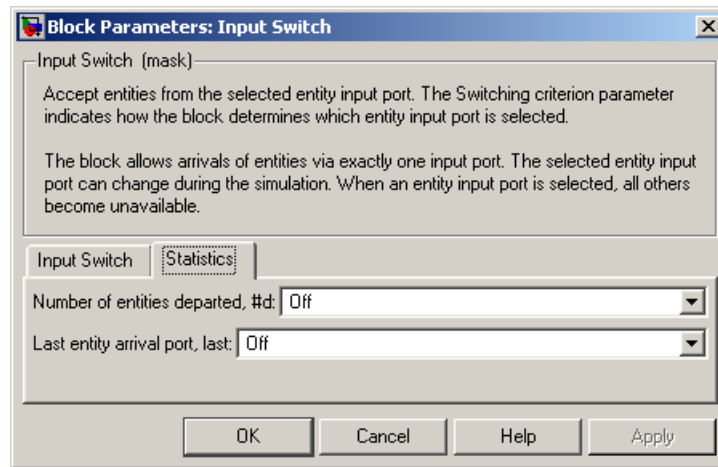 Block Parameters: Input Switch
Input Switch (mask)
Accept entities from the selected entity input port. The Switching criterion parameter
indicates how the block determines which entity input port is selected.
The block allows arrivals of entities via exactly one input port. The selected entity input
port can change during the simulation. When an entity input port is selected, all others
become unavailable.
Input Switch Statistics
Number of entities departed, #d: Off
Last entity arrival port, last: Off
OK Cancel Help Apply